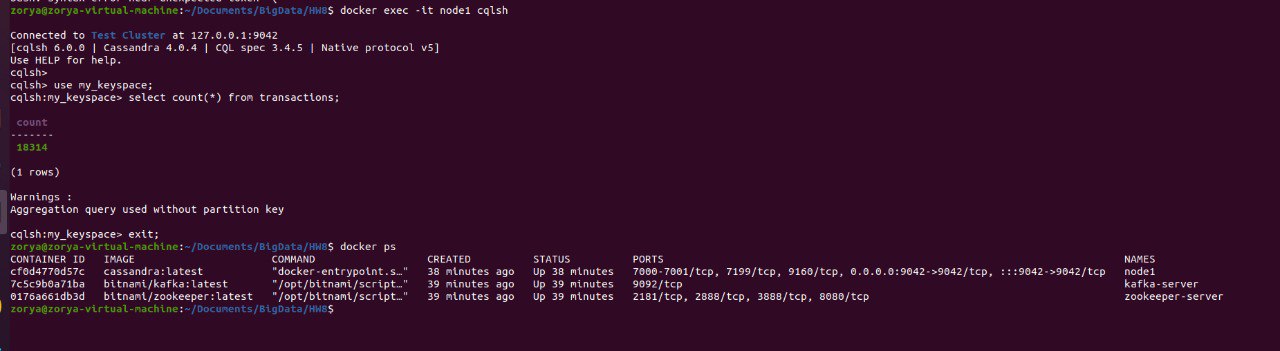 zorya@zorya-virtual-machine:~/Documents/BigData/HW8$ docker exec -it node1 cqlsh
Connected to Test Cluster at 127.0.0.1:9042
[cqlsh 6.0.0 | Cassandra 4.0.4 | CQL spec 3.4.5 | Native protocol v5]
Use HELP for help.
cqlsh>
cqlsh> use my_keyspace;
cqlsh:my_keyspace> select count(*) from transactions;
count
-------
18314
(1 rows)
Warnings :
Aggregation query used without partition key
cqlsh:my_keyspace> exit;
zorya@zorya-virtual-machine:~/Documents/BigData/HW8$ docker ps
CONTAINER ID IMAGE COMMAND CREATED STATUS PORTS NAMES
cf0d4770d57c cassandra:latest "docker-entrypoint.s…" 38 minutes ago Up 38 minutes 7000-7001/tcp, 7199/tcp, 9160/tcp, 0.0.0.0:9042->9042/tcp, :::9042->9042/tcp node1
7c5c9b0a71ba bitnami/kafka:latest "/opt/bitnami/script…" 39 minutes ago Up 39 minutes 9092/tcp kafka-server
0176a661db3d bitnami/zookeeper:latest "/opt/bitnami/script…" 39 minutes ago Up 39 minutes 2181/tcp, 2888/tcp, 3888/tcp, 8080/tcp zookeeper-server
zorya@zorya-virtual-machine:~/Documents/BigData/HW8$